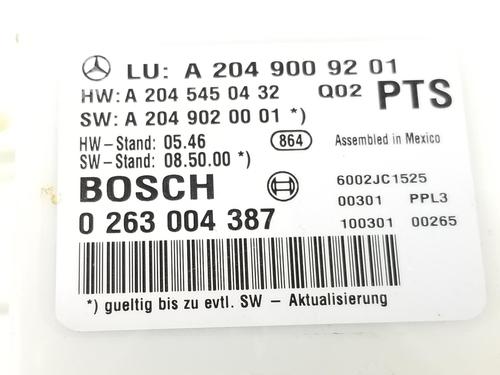 LU: A 204 900 92 01
HW: A 204 545 04 32 Q02 PTS
SW: A 204 902 00 01 *)
HW-Stand: 05.46 864 Assembled in Mexico
SW-Stand: 08.50.00 *)
BOSCH 6002JC1525
0 263 004 387 00301 PPL3
100301 00265
*) gueltig bis zu evtl. SW - Aktualisierung